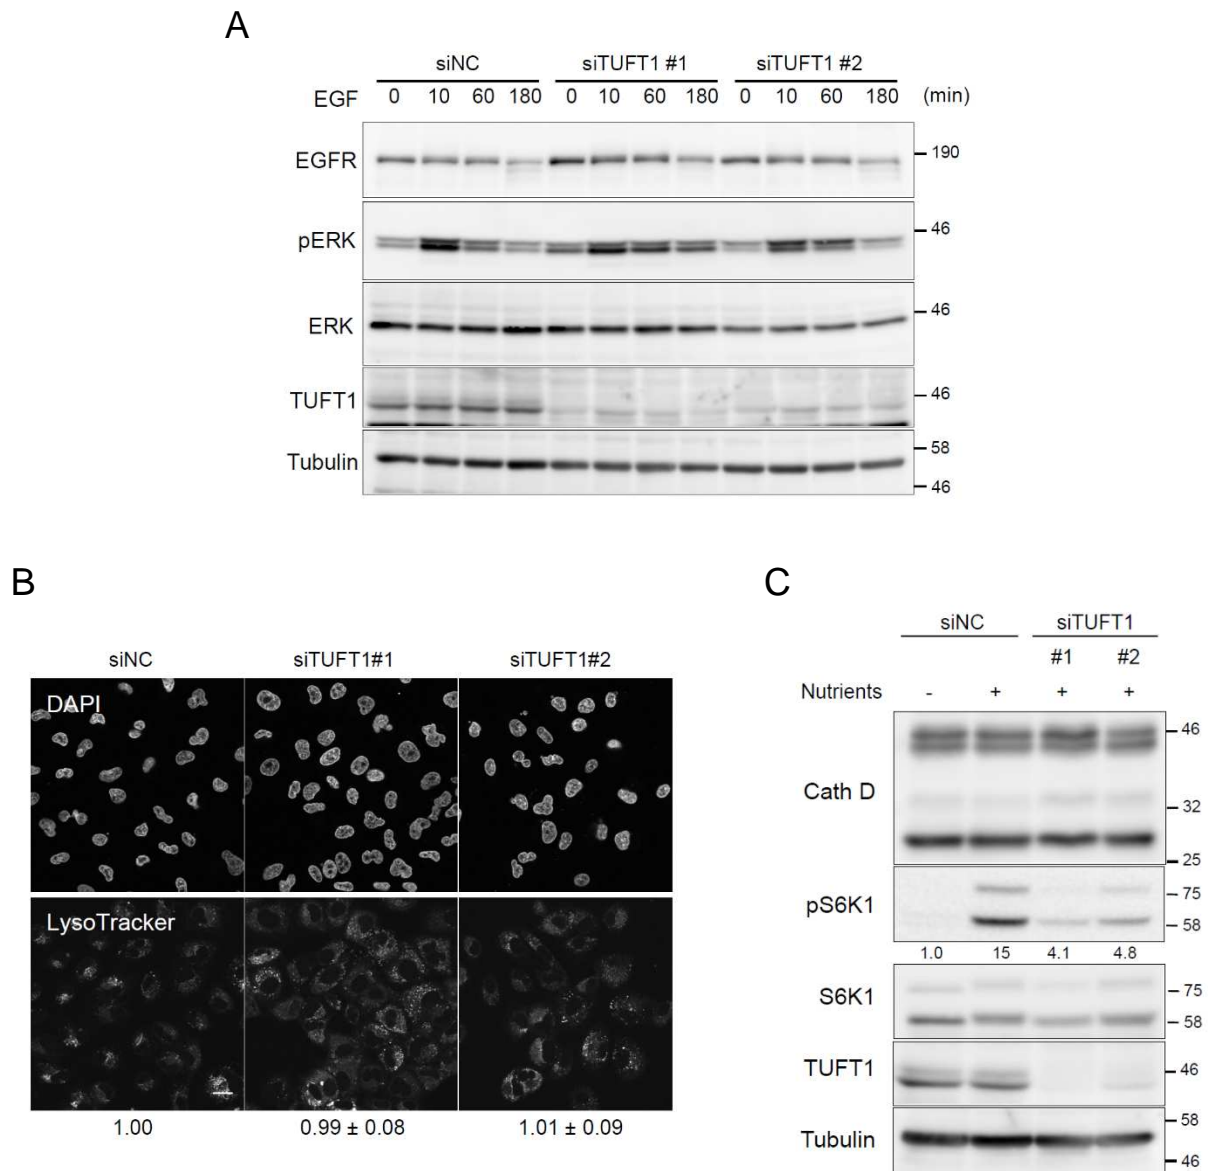 A
siNC siTUFT1 #1 siTUFT1 #2
EGF 0 10 60 180 0 10 60 180 0 10 60 180 (min)
EGFR 190
pERK 46
ERK 46
TUFT1 46
Tubulin 58
46
B
siNC siTUFT1#1 siTUFT1#2
DAPI
LysoTracker
1.00 0.99 ± 0.08 1.01 ± 0.09
C
siNC siTUFT1
#1 #2
Nutrients - + + +
46
Cath D
32
25
pS6K1 75
58
1.0 15 4.1 4.8
S6K1 75
58
TUFT1 46
58
Tubulin
46